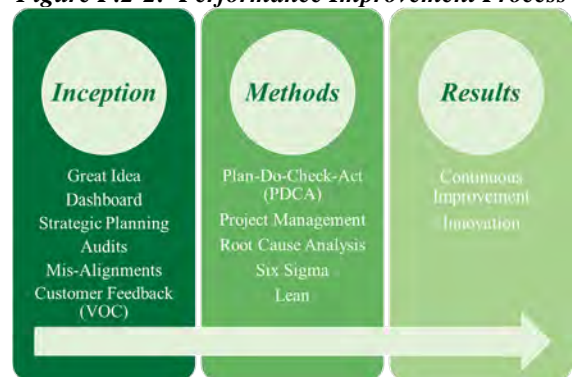 Figure P.2-2: Performance Improvement Process
Inception
Great Idea
Dashboard
Strategic Planning
Audits
Mis-Alignments
Customer Feedback
(VOC)
Methods
Plan-Do-Check-Act
(PDCA)
Project Management
Root Cause Analysis
Six Sigma
Lean
Results
Continuous
Improvement
Innovation